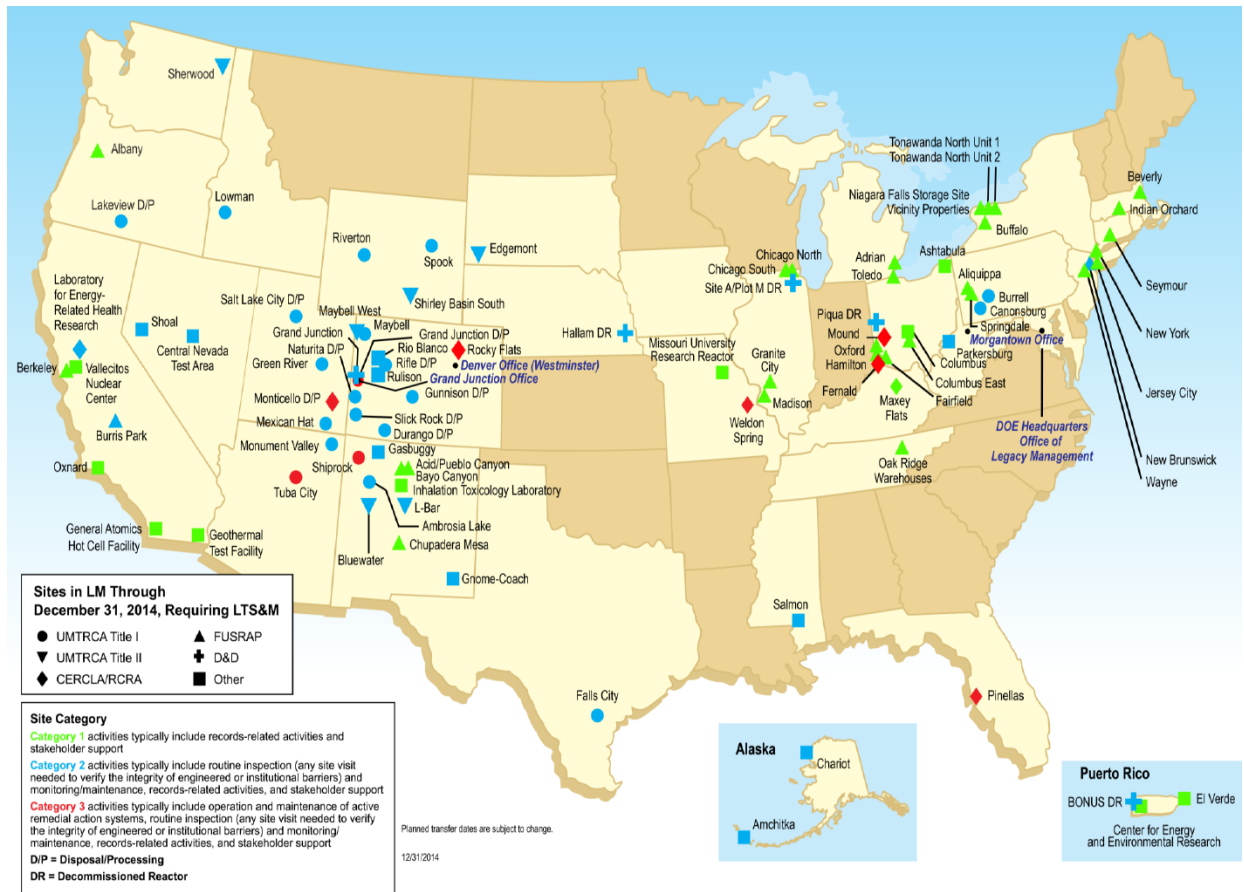 Sherwood
Albany
Lakeview D/P
Lowman
Riverton
Spook
Edgemont
Shirley Basin South
Laboratory
for Energy-
Related Health
Research
Shoal
Central Nevada
Test Area
Salt Lake City D/P
Maybell West
Maybell
Grand Junction
Grand Junction D/P
Naturita D/P
Rio Blanco
Rocky Flats
Green River
Rifle D/P
Denver Office (Westminster)
Rulison
Grand Junction Office
Gunnison D/P
Monticello D/P
Slick Rock D/P
Mexican Hat
Durango D/P
Monument Valley
Gasbuggy
Shiprock
Acid/Pueblo Canyon
Bayo Canyon
Tuba City
Inhalation Toxicology Laboratory
L-Bar
Ambrosia Lake
Bluewater
Chupadera Mesa
Gnome-Coach
Berkeley
Vallecitos
Nuclear
Center
Burris Park
Oxnard
General Atomics
Hot Cell Facility
Geothermal
Test Facility
Hallam DR
Missouri University
Research Reactor
Granite
City
Madison
Weldon
Spring
Chicago North
Chicago South
Site A/Plot M DR
Tonawanda North Unit 1
Tonawanda North Unit 2
Niagara Falls Storage Site
Vicinity Properties
Buffalo
Beverly
Indian Orchard
Adrian
Toledo
Ashtabula
Aliquippa
Burrell
Canonsburg
Springdale
Morgantown Office
Piqua DR
Mound
Oxford
Hamilton
Fernald
Parkersburg
Columbus
Columbus East
Fairfield
Maxey
Flats
Seymour
New York
Jersey City
DOE Headquarters
Office of
Legacy Management
New Brunswick
Wayne
Oak Ridge
Warehouses
Salmon
Falls City
Pinellas
Sites in LM Through
December 31, 2014, Requiring LTS&M
UMTRCA Title I
FUSRAP
UMTRCA Title II
D&D
CERCLA/RCRA
Other
Site Category
Category 1 activities typically include records-related activities and
stakeholder support
Category 2 activities typically include routine inspection (any site visit
needed to verify the integrity of engineered or institutional barriers) and
monitoring/maintenance, records-related activities, and stakeholder support
Category 3 activities typically include operation and maintenance of active
remedial action systems, routine inspection (any site visit needed to verify
the integrity of engineered or institutional barriers) and monitoring/
maintenance, records-related activities, and stakeholder support
D/P = Disposal/Processing
DR = Decommissioned Reactor
Planned transfer dates are subject to change.
12/31/2014
Alaska
Chariot
Amchitka
Puerto Rico
BONUS DR
El Verde
Center for Energy
and Environmental Research